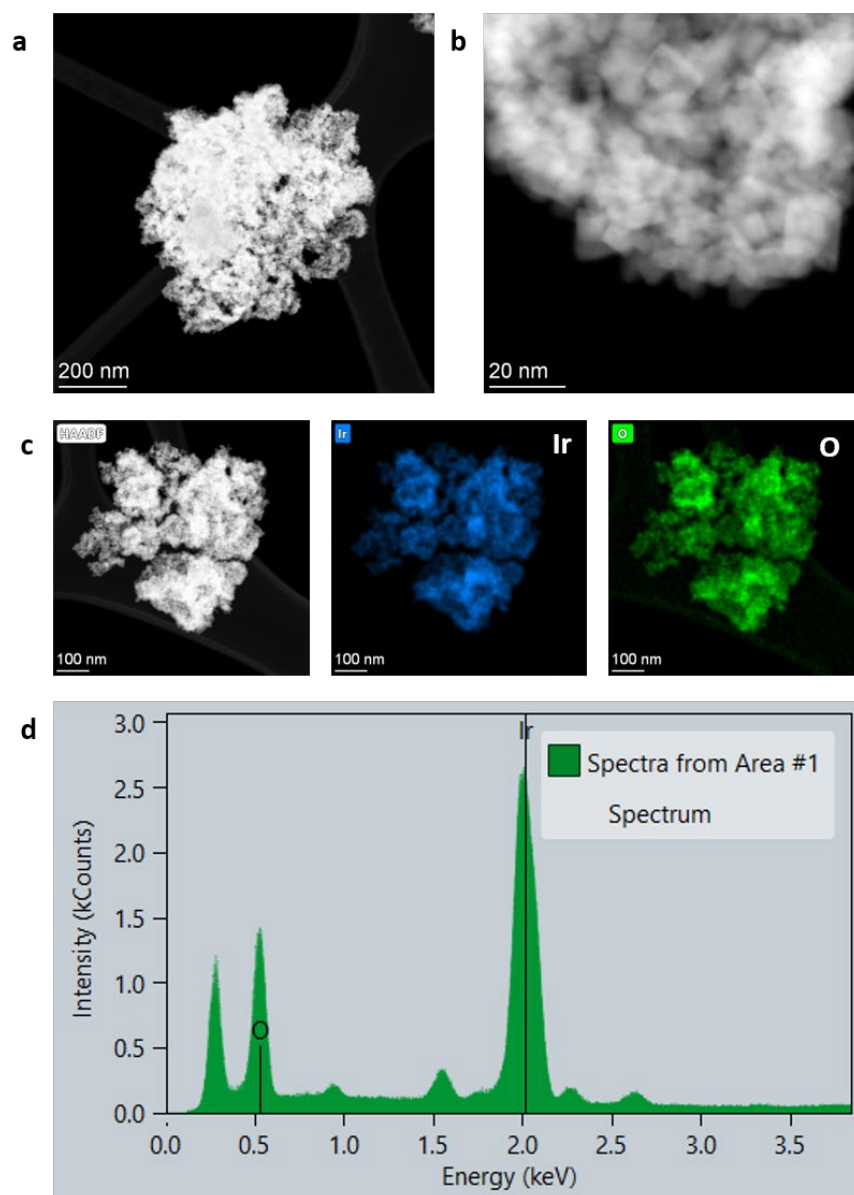 a
b
200 nm
20 nm
c
HAADF
Ir
Ir
O
O
100 nm
100 nm
100 nm
d
3.0
2.5
2.0
1.5
1.0
0.5
0.0
Intensity (kCounts)
Ir
Spectra from Area #1
Spectrum
O
0.0 0.5 1.0 1.5 2.0 2.5 3.0 3.5
Energy (keV)